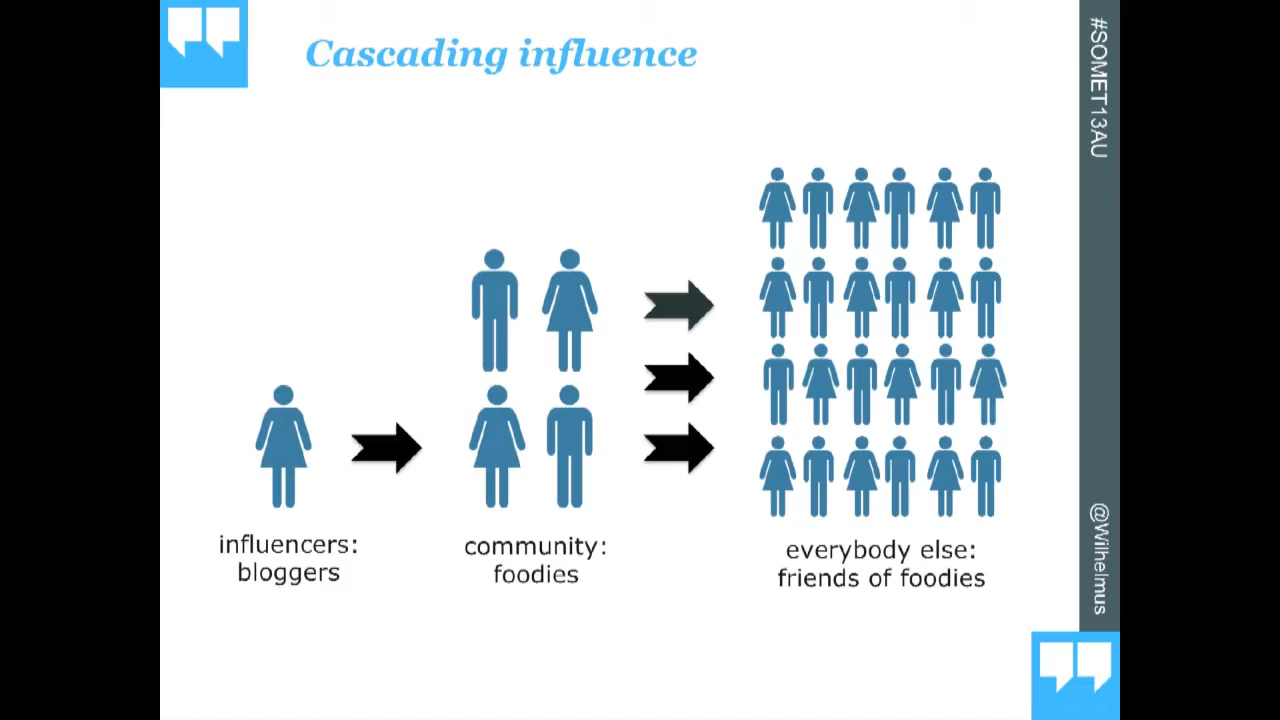 Cascading influence
#SOMET13AU
influencers:
bloggers
community:
foodies
everybody else:
friends of foodies
@Wilhelmus